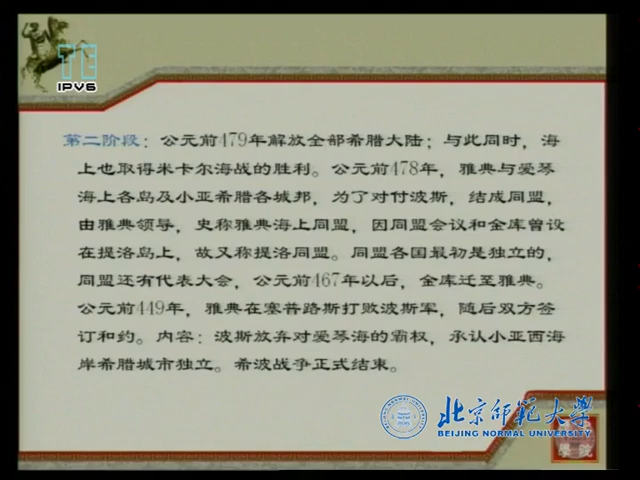 TE
IPV6
第二阶段：公元前479年解放全部希腊大陆；与此同时，海
上也取得米卡尔海战的胜利。公元前478年，雅典与爱琴
海上各岛及小亚希腊各城邦，为了对付波斯，结成同盟，
由雅典领导，史称雅典海上同盟，因同盟会议和金库曾设
在提洛岛上，故又称提洛同盟。同盟各国最初是独立的，
同盟还有代表大会，公元前467年以后，金库迁至雅典。
公元前449年，雅典在塞普路斯打败波斯军，随后双方签
订和约。内容：波斯放弃对爱琴海的霸权，承认小亚西海
岸希腊城市独立。希波战争正式结束。
北京师范大学
BEIJING NORMAL UNIVERSITY